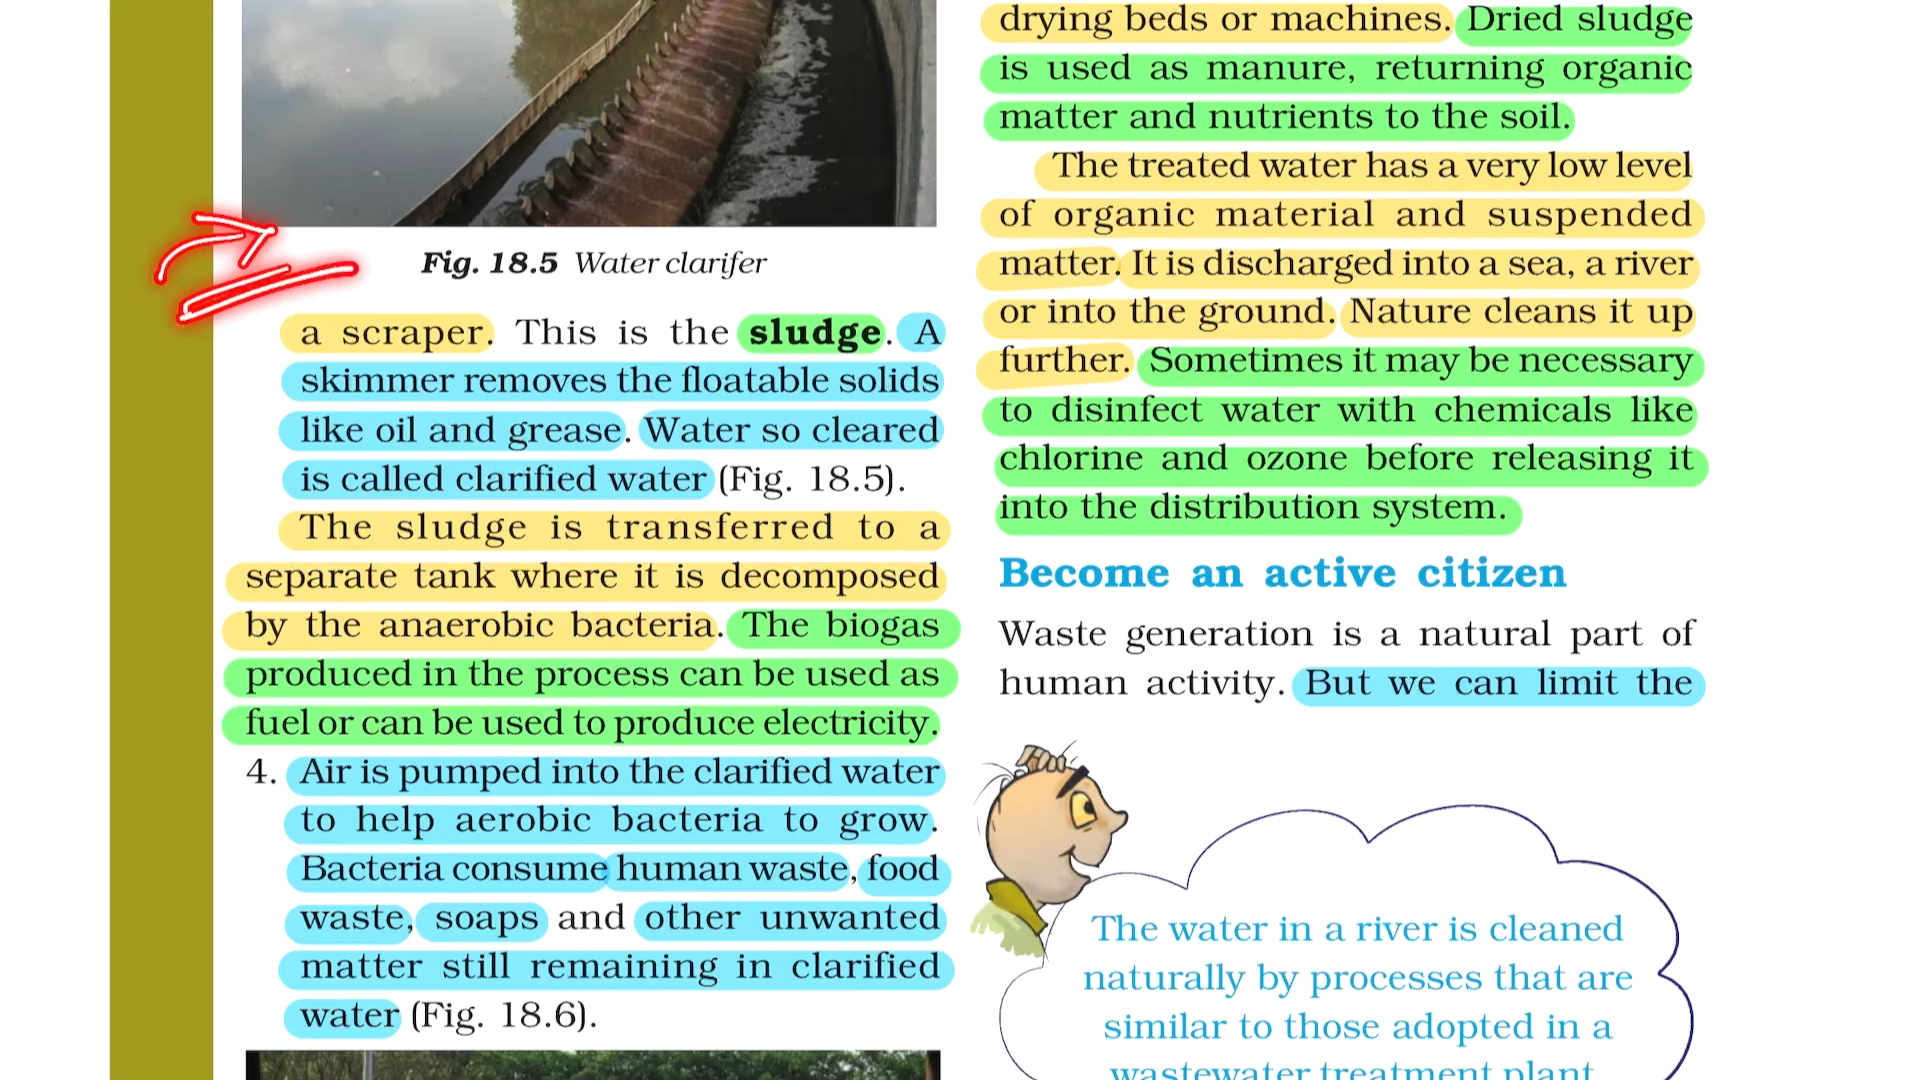 Fig. 18.5 Water clarifer
a scraper. This is the sludge. A
skimmer removes the floatable solids
like oil and grease. Water so cleared
is called clarified water (Fig. 18.5).
The sludge is transferred to a
separate tank where it is decomposed
by the anaerobic bacteria. The biogas
produced in the process can be used as
fuel or can be used to produce electricity.
4. Air is pumped into the clarified water
to help aerobic bacteria to grow.
Bacteria consume human waste, food
waste, soaps and other unwanted
matter still remaining in clarified
water (Fig. 18.6).
drying beds or machines. Dried sludge
is used as manure, returning organic
matter and nutrients to the soil.
The treated water has a very low level
of organic material and suspended
matter. It is discharged into a sea, a river
or into the ground. Nature cleans it up
further. Sometimes it may be necessary
to disinfect water with chemicals like
chlorine and ozone before releasing it
into the distribution system.
Become an active citizen
Waste generation is a natural part of
human activity. But we can limit the
The water in a river is cleaned
naturally by processes that are
similar to those adopted in a
wastewater treatment plant